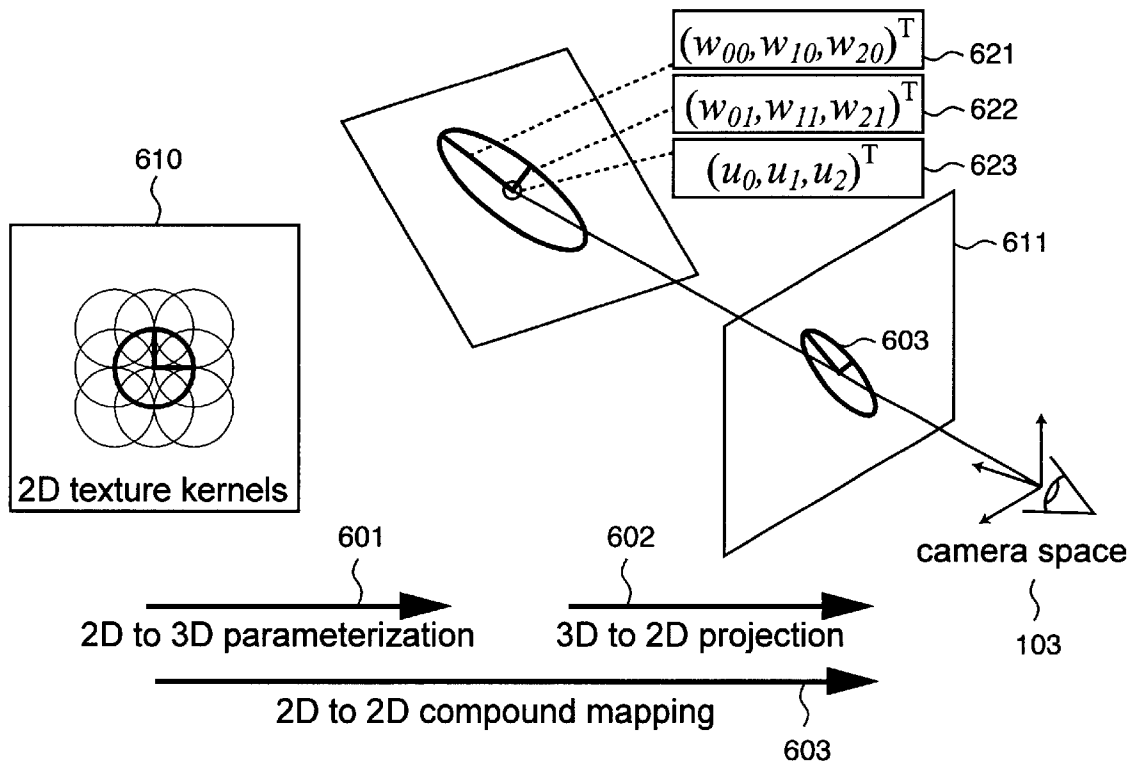 (w00,w10,w20)T
621
(w01,w11,w21)T
622
(u0,u1,u2)T
623
610
611
603
2D texture kernels
camera space
103
601
602
2D to 3D parameterization
3D to 2D projection
2D to 2D compound mapping
603